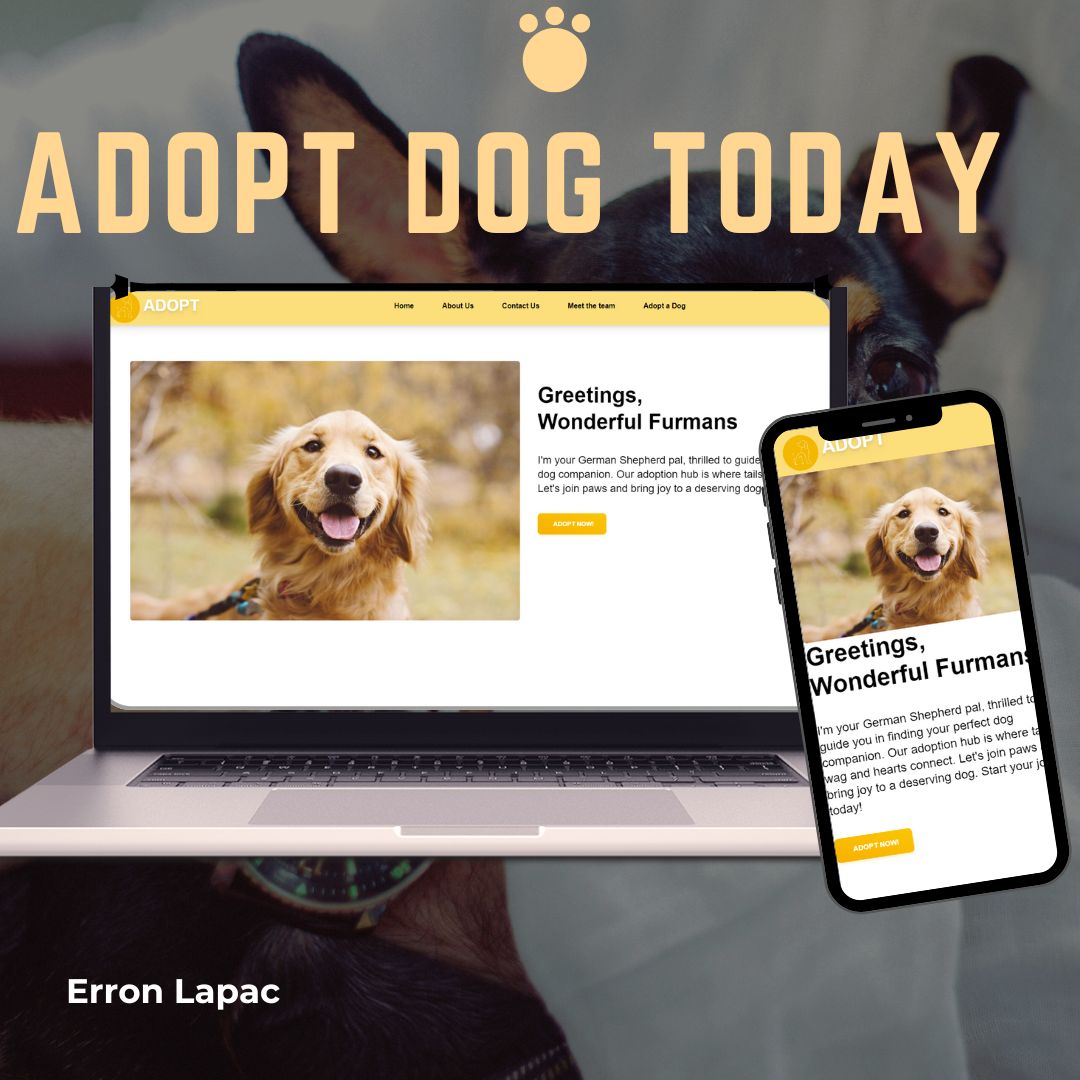 ADOPT DOG TODAY
ADOPT
Home About Us Contact Us Meet the team Adopt a Dog
Greetings,
Wonderful Furmans
I'm your German Shepherd pal, thrilled to guide
dog companion. Our adoption hub is where tails
Let's join paws and bring joy to a deserving dog
ADOPT NOW!
ADOPT
Greetings,
Wonderful Furmans
I'm your German Shepherd pal, thrilled to
guide you in finding your perfect dog
companion. Our adoption hub is where ta
wag and hearts connect. Let's join paws
bring joy to a deserving dog. Start your jo
today!
ADOPT NOW!
Erron Lapac